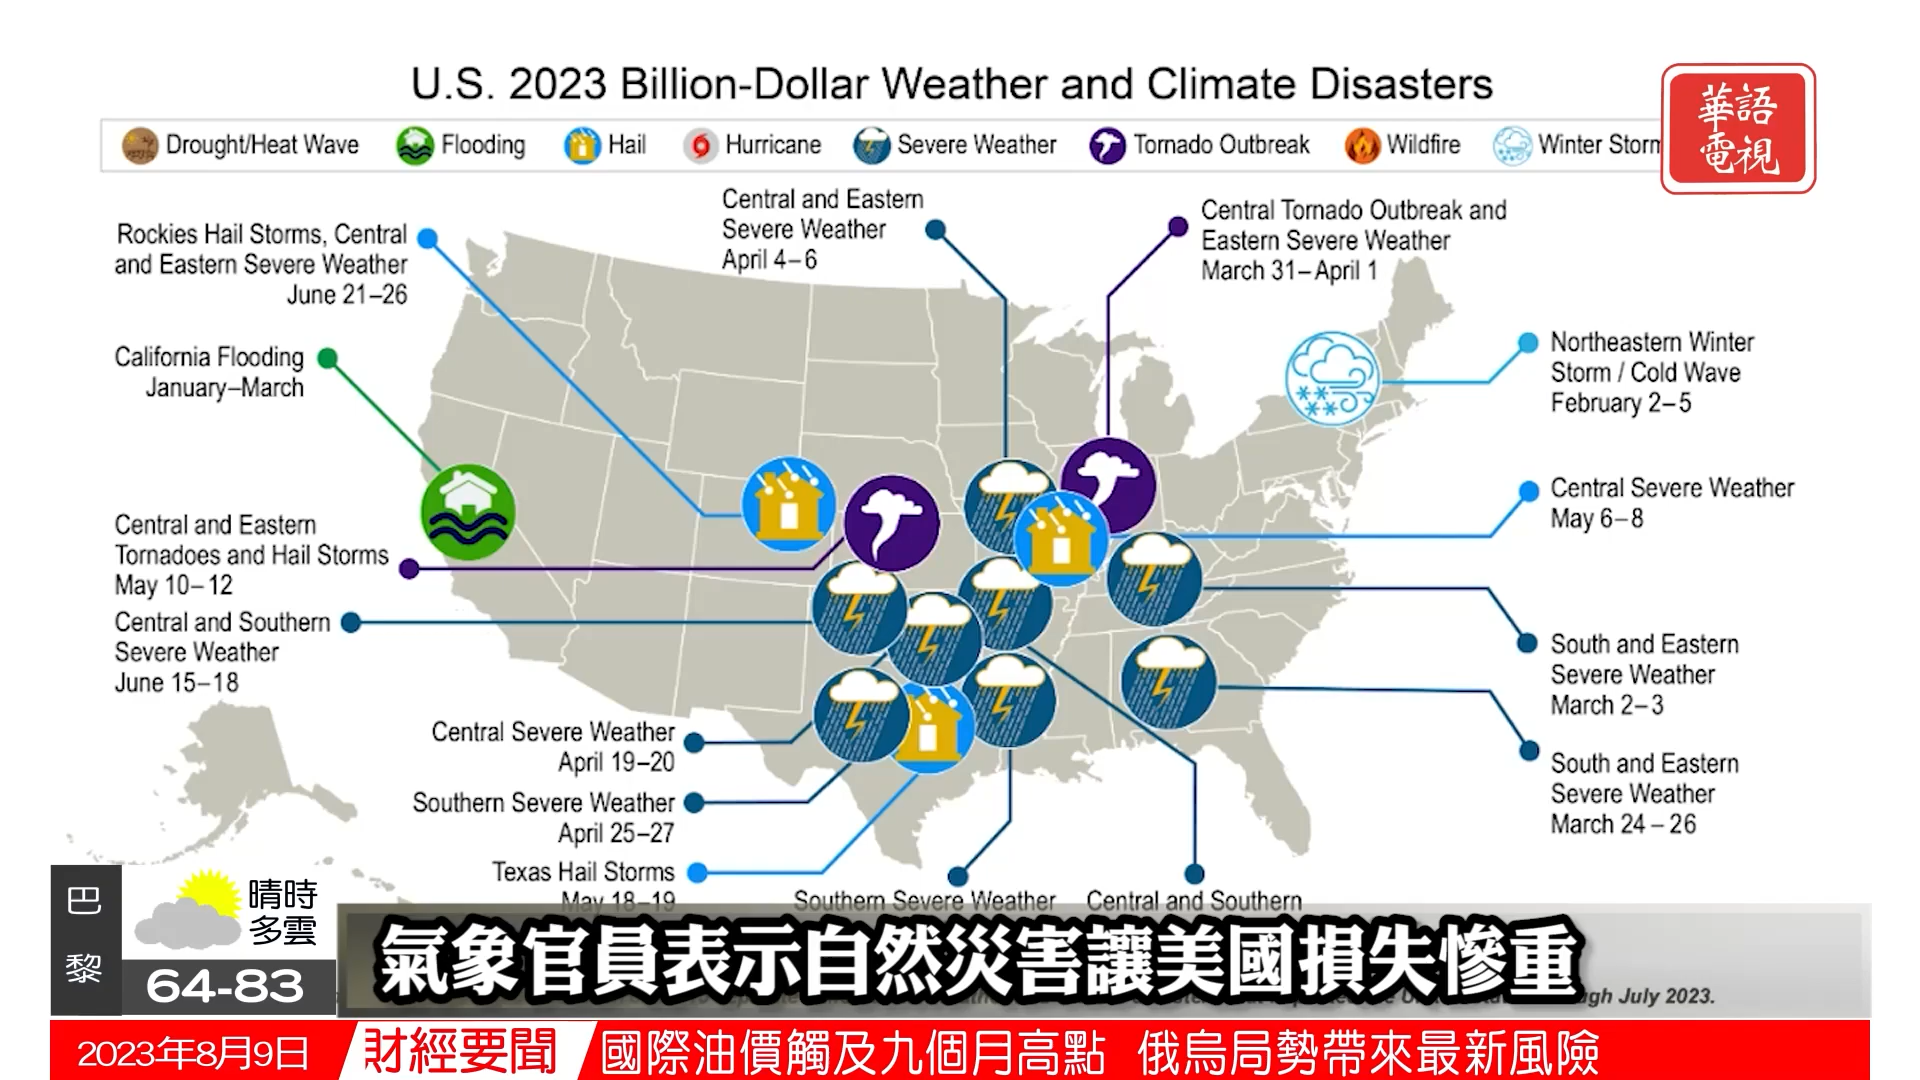 U.S. 2023 Billion-Dollar Weather and Climate Disasters
華語
電視
Drought/Heat Wave
Flooding
Hail
Hurricane
Severe Weather
Tornado Outbreak
Wildfire
Winter Storm
Rockies Hail Storms, Central
and Eastern Severe Weather
June 21–26
Central and Eastern
Severe Weather
April 4–6
Central Tornado Outbreak and
Eastern Severe Weather
March 31–April 1
California Flooding
January–March
Northeastern Winter
Storm / Cold Wave
February 2–5
Central Severe Weather
May 6–8
Central and Eastern
Tornadoes and Hail Storms
May 10–12
Central and Southern
Severe Weather
June 15–18
South and Eastern
Severe Weather
March 2–3
Central Severe Weather
April 19–20
Southern Severe Weather
April 25–27
South and Eastern
Severe Weather
March 24–26
Texas Hail Storms
May 18–19
Southern Severe Weather
Central and Southern
巴黎
晴時
多雲
64-83
氣象官員表示自然災害讓美國損失慘重
July 2023.
2023年8月9日
財經要聞
國際油價觸及九個月高點 俄烏局勢帶來最新風險